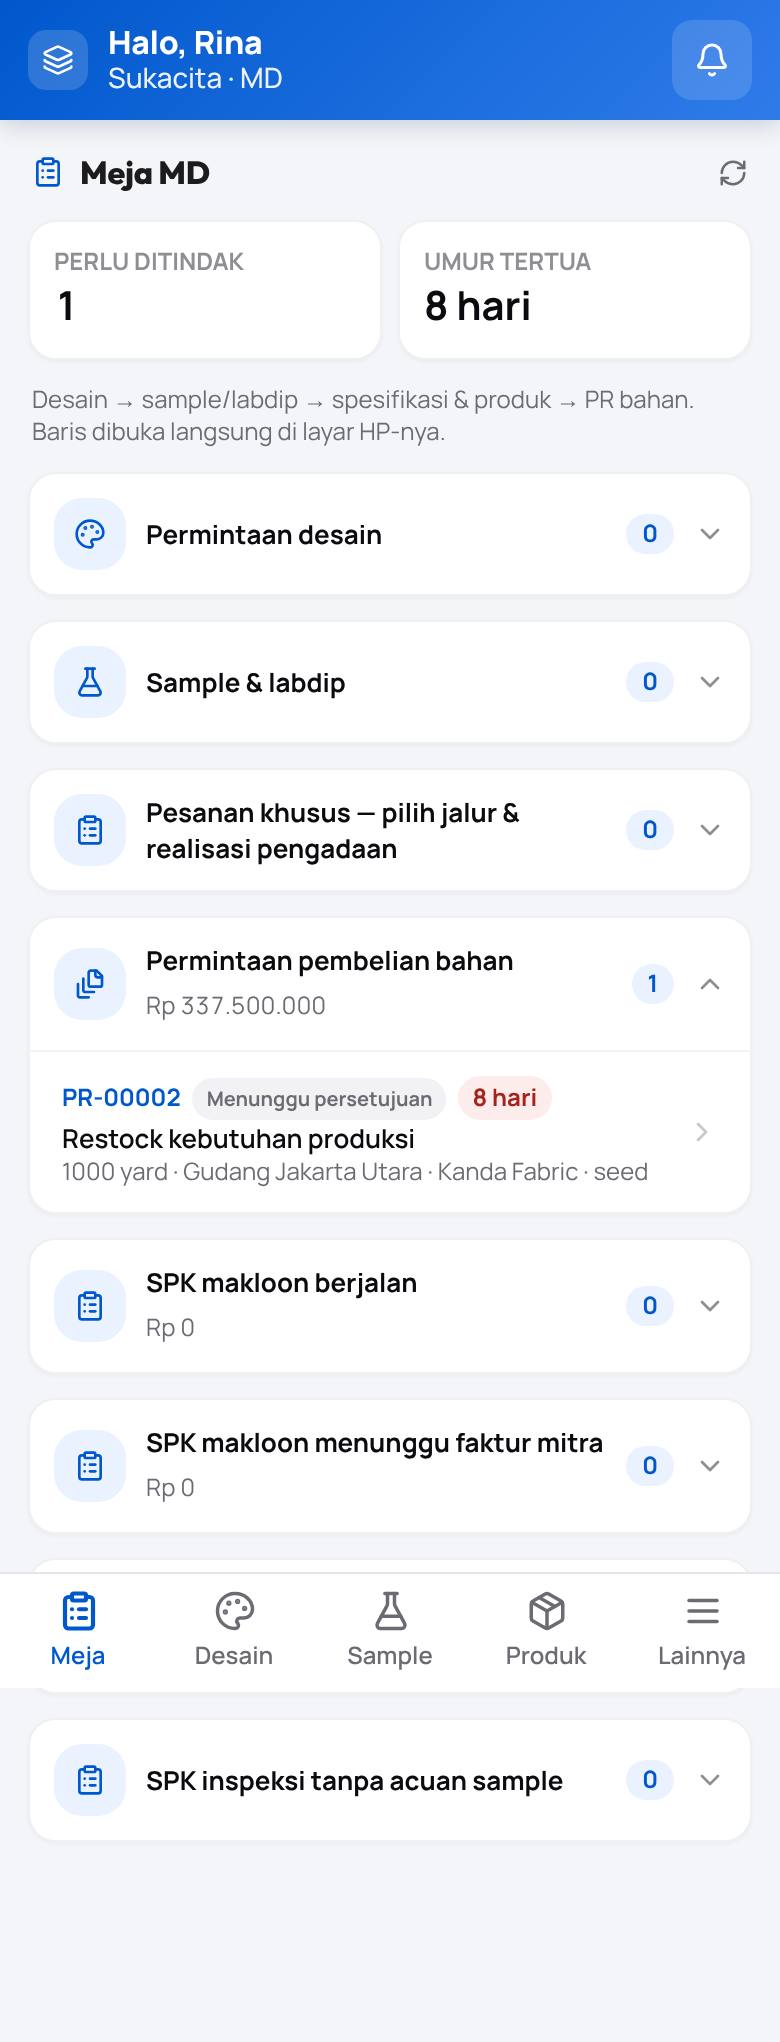 Halo, Rina
Sukacita · MD
Meja MD
PERLU DITINDAK
1
UMUR TERTUA
8 hari
Desain → sample/labdip → spesifikasi & produk → PR bahan.
Baris dibuka langsung di layar HP-nya.
Permintaan desain
0
Sample & labdip
0
Pesanan khusus — pilih jalur &
realisasi pengadaan
0
Permintaan pembelian bahan
Rp 337.500.000
1
PR-00002 Menunggu persetujuan 8 hari
Restock kebutuhan produksi
1000 yard · Gudang Jakarta Utara · Kanda Fabric · seed
SPK makloon berjalan
Rp 0
0
SPK makloon menunggu faktur mitra
Rp 0
0
Meja
Desain
Sample
Produk
Lainnya
SPK inspeksi tanpa acuan sample
0